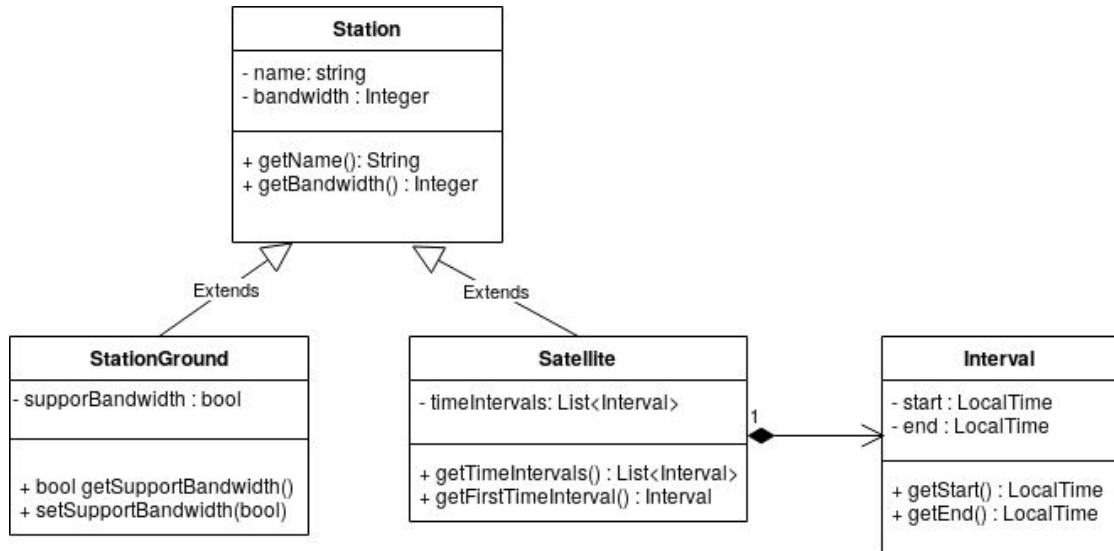 Station
- name: string
- bandwidth : Integer
+ getName(): String
+ getBandwidth() : Integer
Extends
Extends
StationGround
- supporBandwidth : bool
+ bool getSupportBandwidth()
+ setSupportBandwidth(bool)
Satellite
- timeIntervals: List<Interval>
+ getTimeIntervals() : List<Interval>
+ getFirstTimeInterval() : Interval
1
Interval
- start : LocalTime
- end : LocalTime
+ getStart() : LocalTime
+ getEnd() : LocalTime